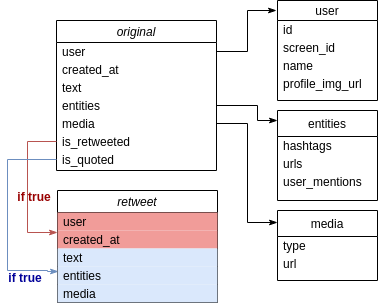 original
user
created_at
text
entities
media
is_retweeted
is_quoted
if true
if true
retweet
user
created_at
text
entities
media
user
id
screen_id
name
profile_img_url
entities
hashtags
urls
user_mentions
media
type
url